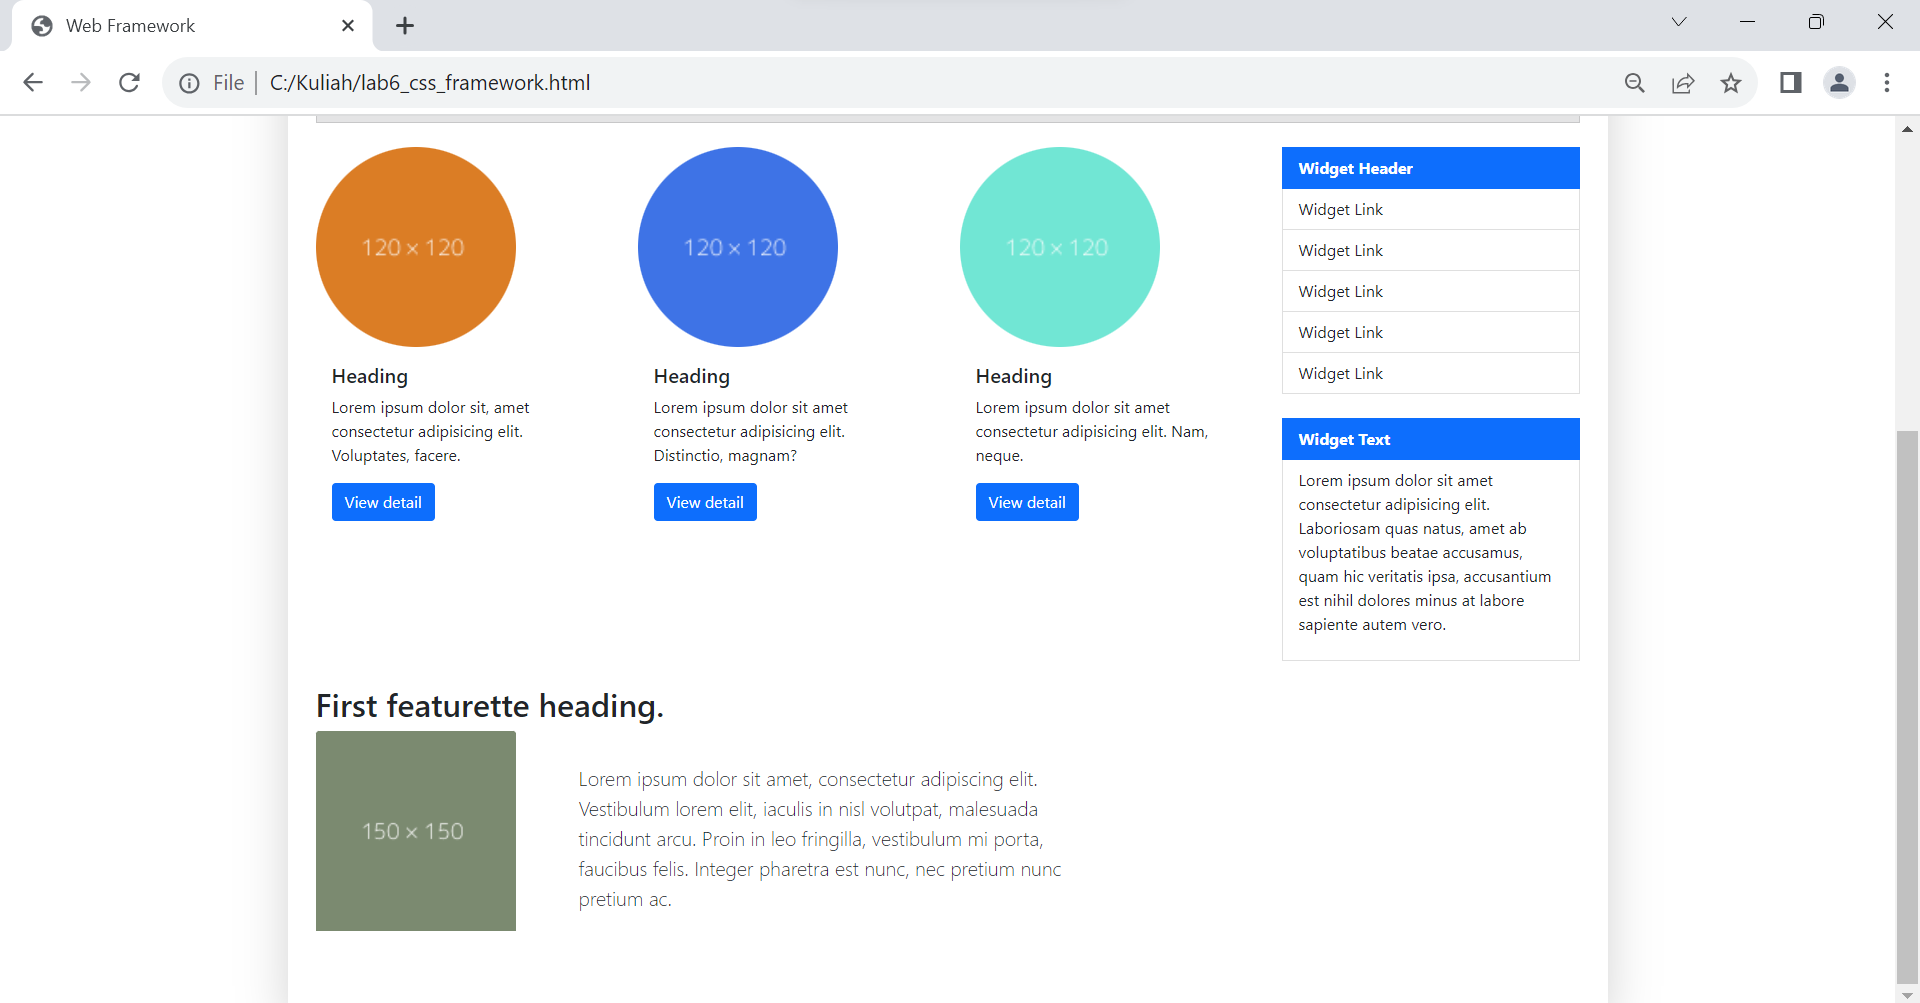 Web Framework
File
C:/Kuliah/lab6_css_framework.html
120 × 120
Heading
Lorem ipsum dolor sit, amet
consectetur adipisicing elit.
Voluptates, facere.
View detail
120 × 120
Heading
Lorem ipsum dolor sit amet
consectetur adipisicing elit.
Distinctio, magnam?
View detail
120 × 120
Heading
Lorem ipsum dolor sit amet
consectetur adipisicing elit. Nam,
neque.
View detail
Widget Header
Widget Link
Widget Link
Widget Link
Widget Link
Widget Link
Widget Text
Lorem ipsum dolor sit amet
consectetur adipisicing elit.
Laboriosam quas natus, amet ab
voluptatibus beatae accusamus,
quam hic veritatis ipsa, accusantium
est nihil dolores minus at labore
sapiente autem vero.
First featurette heading.
150 × 150
Lorem ipsum dolor sit amet, consectetur adipiscing elit.
Vestibulum lorem elit, iaculis in nisl volutpat, malesuada
tincidunt arcu. Proin in leo fringilla, vestibulum mi porta,
faucibus felis. Integer pharetra est nunc, nec pretium nunc
pretium ac.